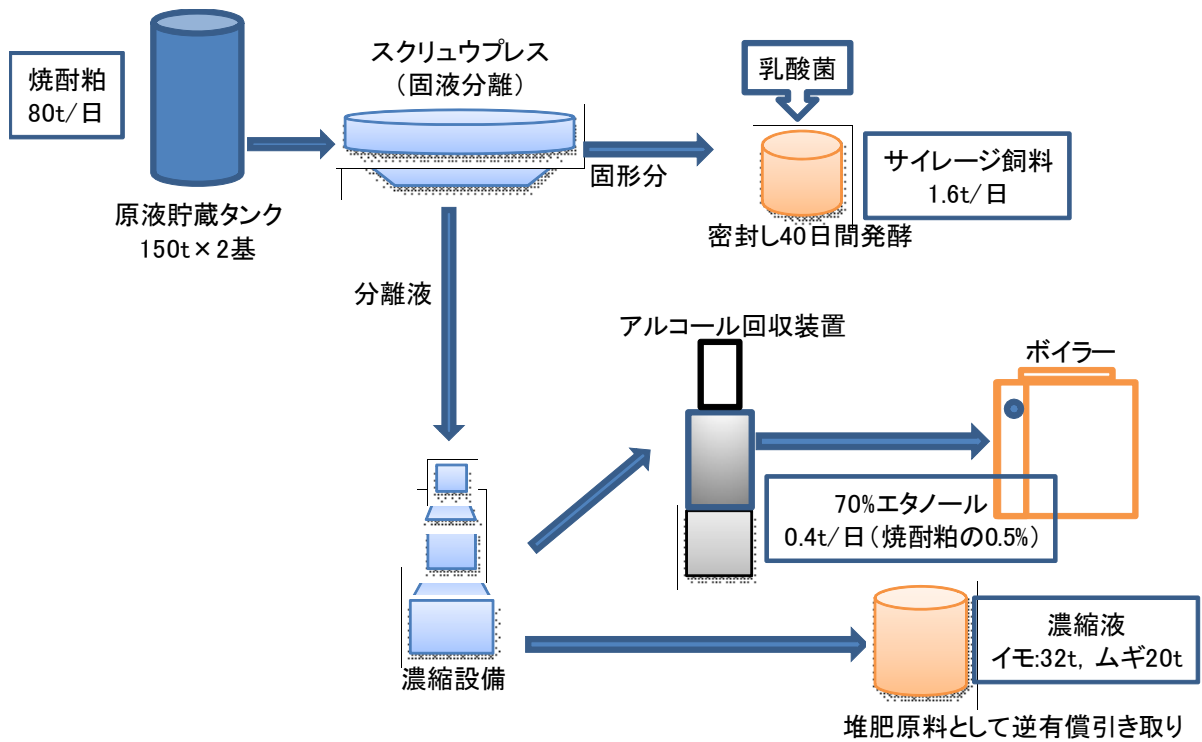 焼酎粕
80t/日
原液貯蔵タンク
150t×2基
スクリュウプレス
（固液分離）
固形分
乳酸菌
サイレージ飼料
1.6t/日
密封し40日間発酵
分離液
アルコール回収装置
ボイラー
70%エタノール
0.4t/日（焼酎粕の0.5%）
濃縮設備
濃縮液
イモ:32t, ムギ20t
堆肥原料として逆有償引き取り